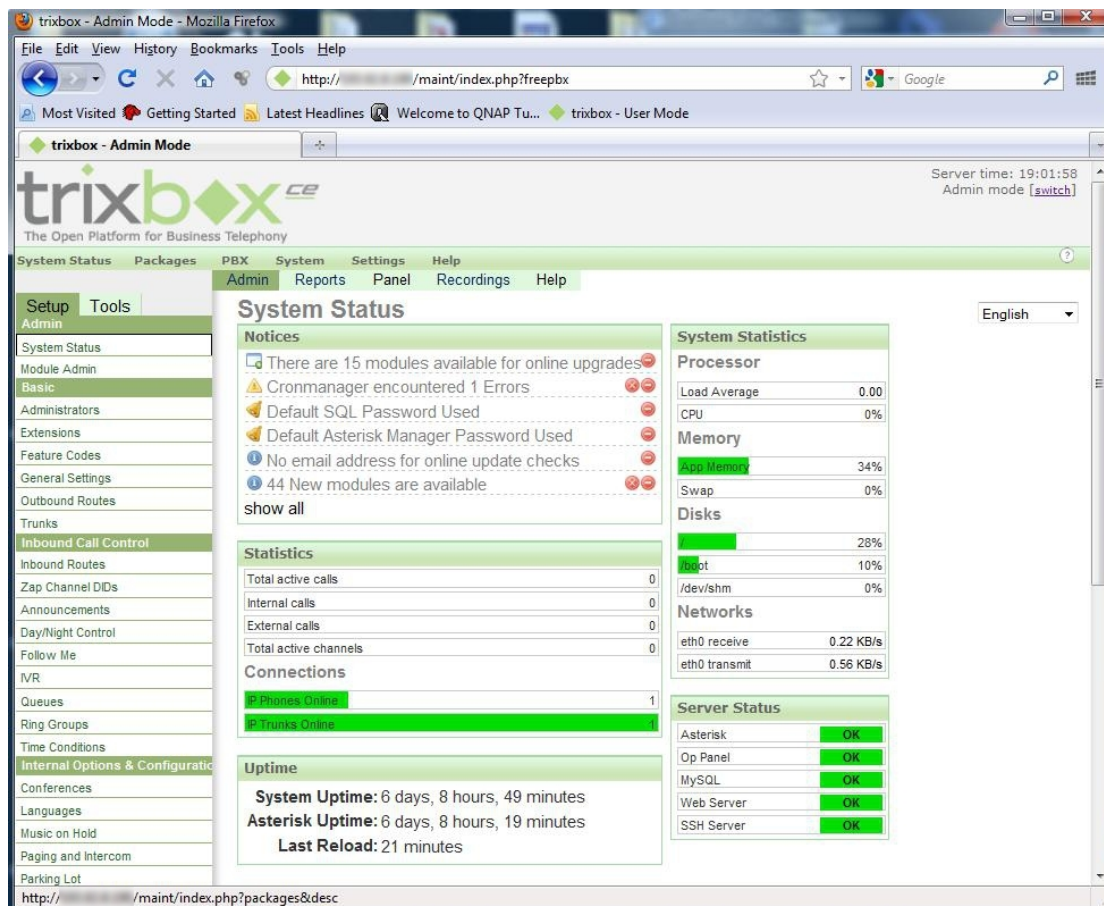 trixbox - Admin Mode - Mozilla Firefox
File Edit View History Bookmarks Tools Help
http:// /maint/index.php?freepbx
Google
Most Visited Getting Started Latest Headlines Welcome to QNAP Tu... trixbox - User Mode
trixbox - Admin Mode
Server time: 19:01:58
Admin mode [switch]
trixbox ce
The Open Platform for Business Telephony
System Status Packages PBX System Settings Help
Admin Reports Panel Recordings Help
Setup Tools
Admin
System Status
Module Admin
Basic
Administrators
Extensions
Feature Codes
General Settings
Outbound Routes
Trunks
Inbound Call Control
Inbound Routes
Zap Channel DIDs
Announcements
Day/Night Control
Follow Me
IVR
Queues
Ring Groups
Time Conditions
Internal Options & Configuratio
Conferences
Languages
Music on Hold
Paging and Intercom
Parking Lot
System Status
English
Notices
There are 15 modules available for online upgrades
Cronmanager encountered 1 Errors
Default SQL Password Used
Default Asterisk Manager Password Used
No email address for online update checks
44 New modules are available
show all
Statistics
Total active calls 0
Internal calls 0
External calls 0
Total active channels 0
Connections
IP Phones Online 1
IP Trunks Online 1
Uptime
System Uptime: 6 days, 8 hours, 49 minutes
Asterisk Uptime: 6 days, 8 hours, 19 minutes
Last Reload: 21 minutes
System Statistics
Processor
Load Average 0.00
CPU 0%
Memory
App Memory 34%
Swap 0%
Disks
/ 28%
/boot 10%
/dev/shm 0%
Networks
eth0 receive 0.22 KB/s
eth0 transmit 0.56 KB/s
Server Status
Asterisk OK
Op Panel OK
MySQL OK
Web Server OK
SSH Server OK
http:// /maint/index.php?packages&desc